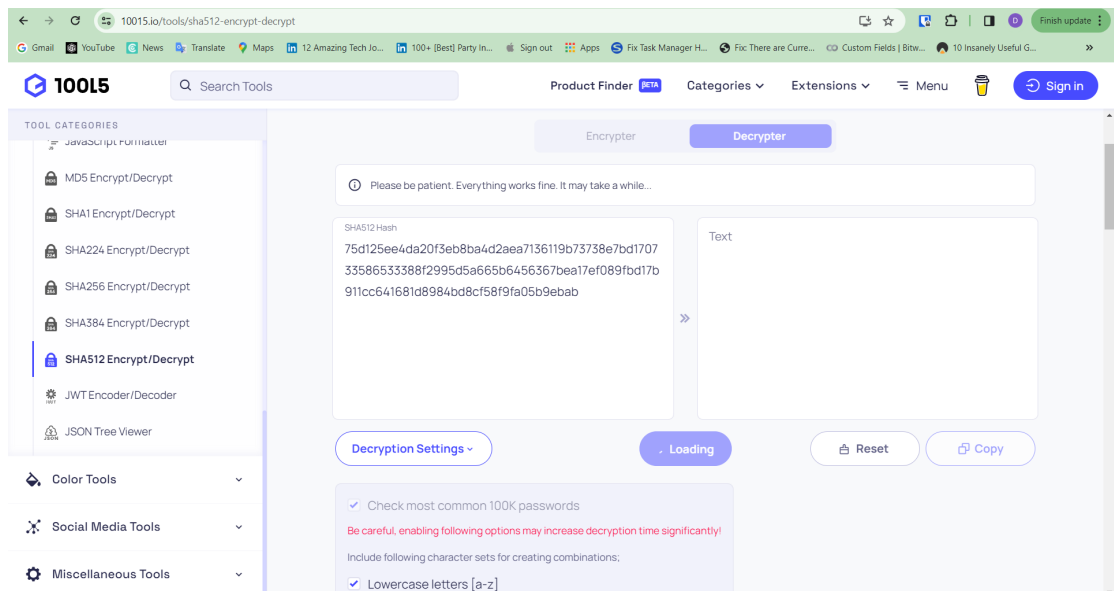 10015.io/tools/sha512-encrypt-decrypt
Finish update
Gmail
YouTube
News
Translate
Maps
12 Amazing Tech Jo...
100+ [Best] Party In...
Sign out
Apps
Fix Task Manager H...
Fix: There are Curre...
Custom Fields | Bitw...
10 Insanely Useful G...
10015
Search Tools
Product Finder BETA
Categories
Extensions
Menu
Sign in
TOOL CATEGORIES
JavaScript Formatter
MD5 Encrypt/Decrypt
SHA1 Encrypt/Decrypt
SHA224 Encrypt/Decrypt
SHA256 Encrypt/Decrypt
SHA384 Encrypt/Decrypt
SHA512 Encrypt/Decrypt
JWT Encoder/Decoder
JSON Tree Viewer
Color Tools
Social Media Tools
Miscellaneous Tools
Encrypter
Decrypter
Please be patient. Everything works fine. It may take a while...
SHA512 Hash
75d125ee4da20f3eb8ba4d2aea7136119b73738e7bd1707
33586533388f2995d5a665b6456367bea17ef089fbd17b
911cc641681d8984bd8cf58f9fa05b9ebab
Text
Decryption Settings
Loading
Reset
Copy
Check most common 100K passwords
Be careful, enabling following options may increase decryption time significantly!
Include following character sets for creating combinations;
Lowercase letters [a-z]